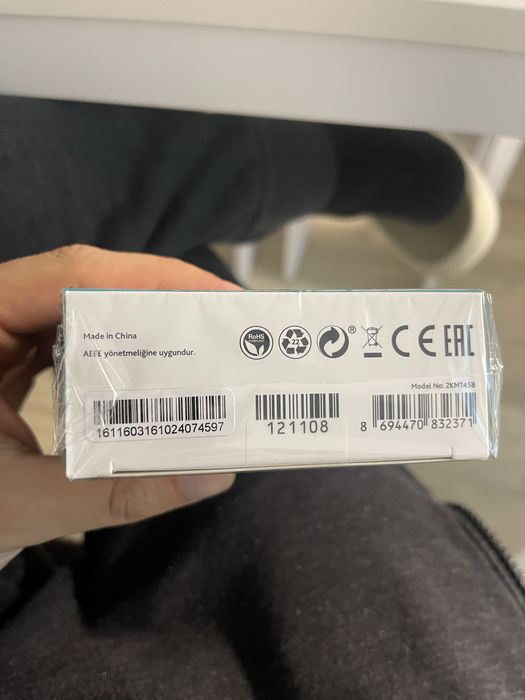 Made in China
AEEE yönetmeliğine uygundur.
RoHS
22
®
CE EAC
Model No: 2KM145B
1611603161024074597
121108
8 694470 832371